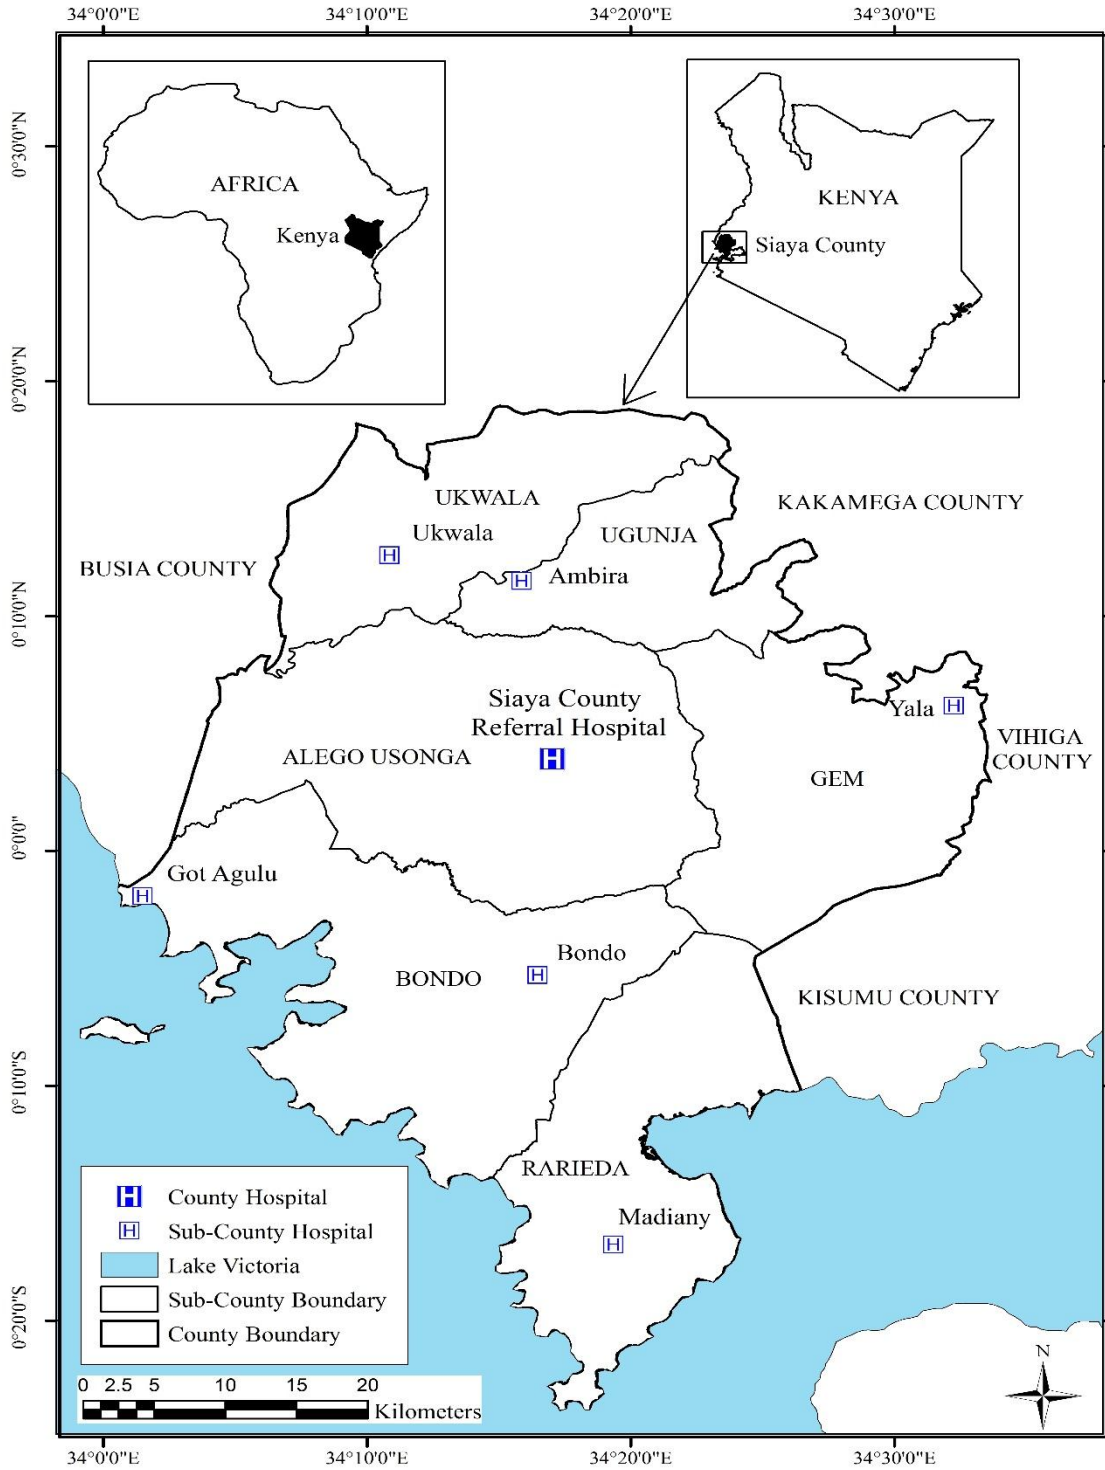 34°0'0"E 34°10'0"E 34°20'0"E 34°30'0"E
0°30'0"N
0°20'0"N
0°10'0"N
0°0'0"
0°10'0"S
0°20'0"S
AFRICA
Kenya
KENYA
Siaya County
UKWALA
Ukwala
H
KAKAMEGA COUNTY
UGUNJA
BUSIA COUNTY
Ambira
H
Siaya County
Referral Hospital
H
Yala
H
VIHIGA
COUNTY
ALEGO USONGA
GEM
Got Agulu
H
Bondo
H
BONDO
KISUMU COUNTY
RARIEDA
Madiany
H
H County Hospital
H Sub-County Hospital
Lake Victoria
Sub-County Boundary
County Boundary
0 2.5 5 10 15 20
Kilometers
N
34°0'0"E 34°10'0"E 34°20'0"E 34°30'0"E